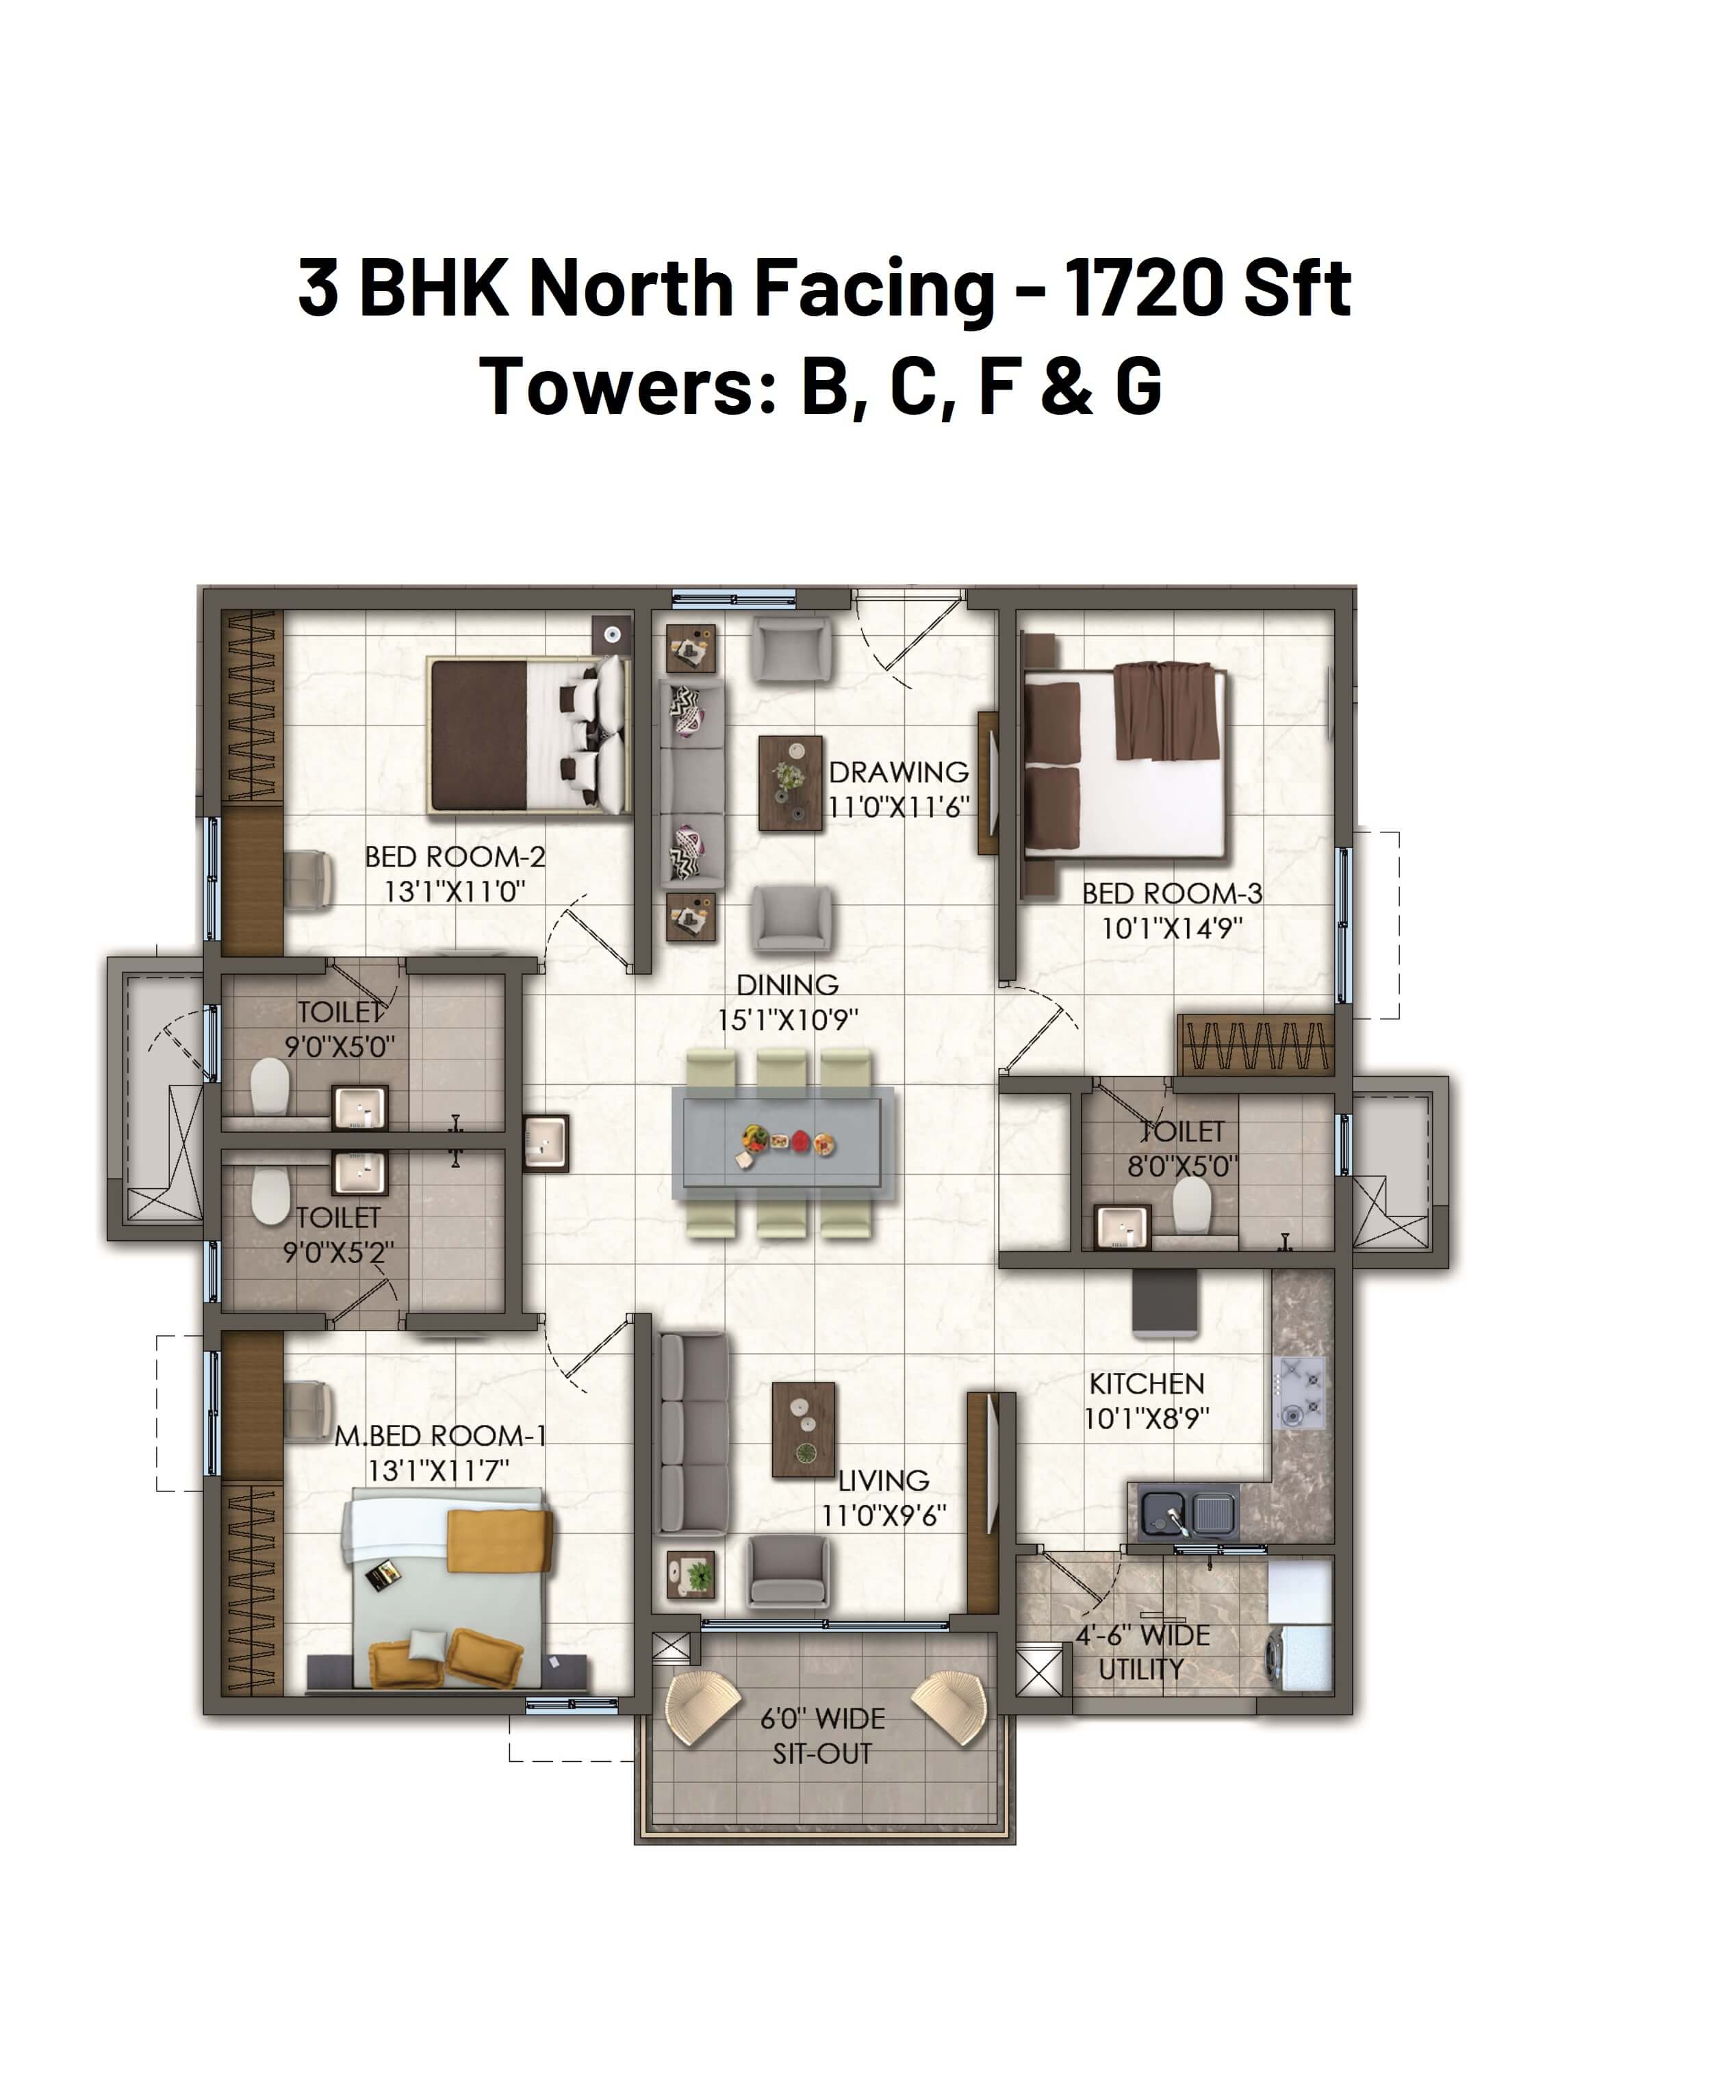 3 BHK North Facing - 1720 Sft
Towers: B, C, F & G
DRAWING
11'0"X11'6"
BED ROOM-2
13'1"X11'0"
BED ROOM-3
10'1"X14'9"
DINING
15'1"X10'9"
TOILET
9'0"X5'0"
TOILET
8'0"X5'0"
TOILET
9'0"X5'2"
KITCHEN
10'1"X8'9"
M.BED ROOM-1
13'1"X11'7"
LIVING
11'0"X9'6"
4'-6" WIDE
UTILITY
6'0" WIDE
SIT-OUT